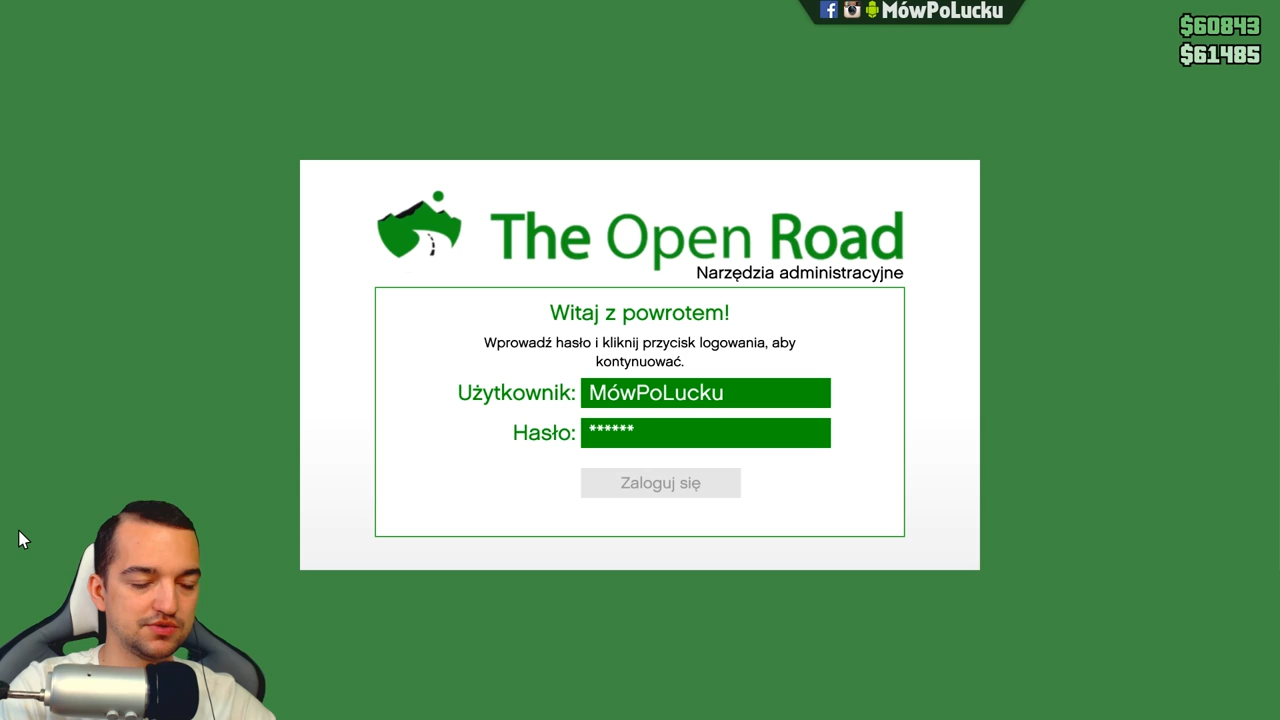 MówPoLucku
$60843
$61485
The Open Road
Narzędzia administracyjne
Witaj z powrotem!
Wprowadź hasło i kliknij przycisk logowania, aby
kontynuować.
Użytkownik: MówPoLucku
Hasło: ******
Zaloguj się